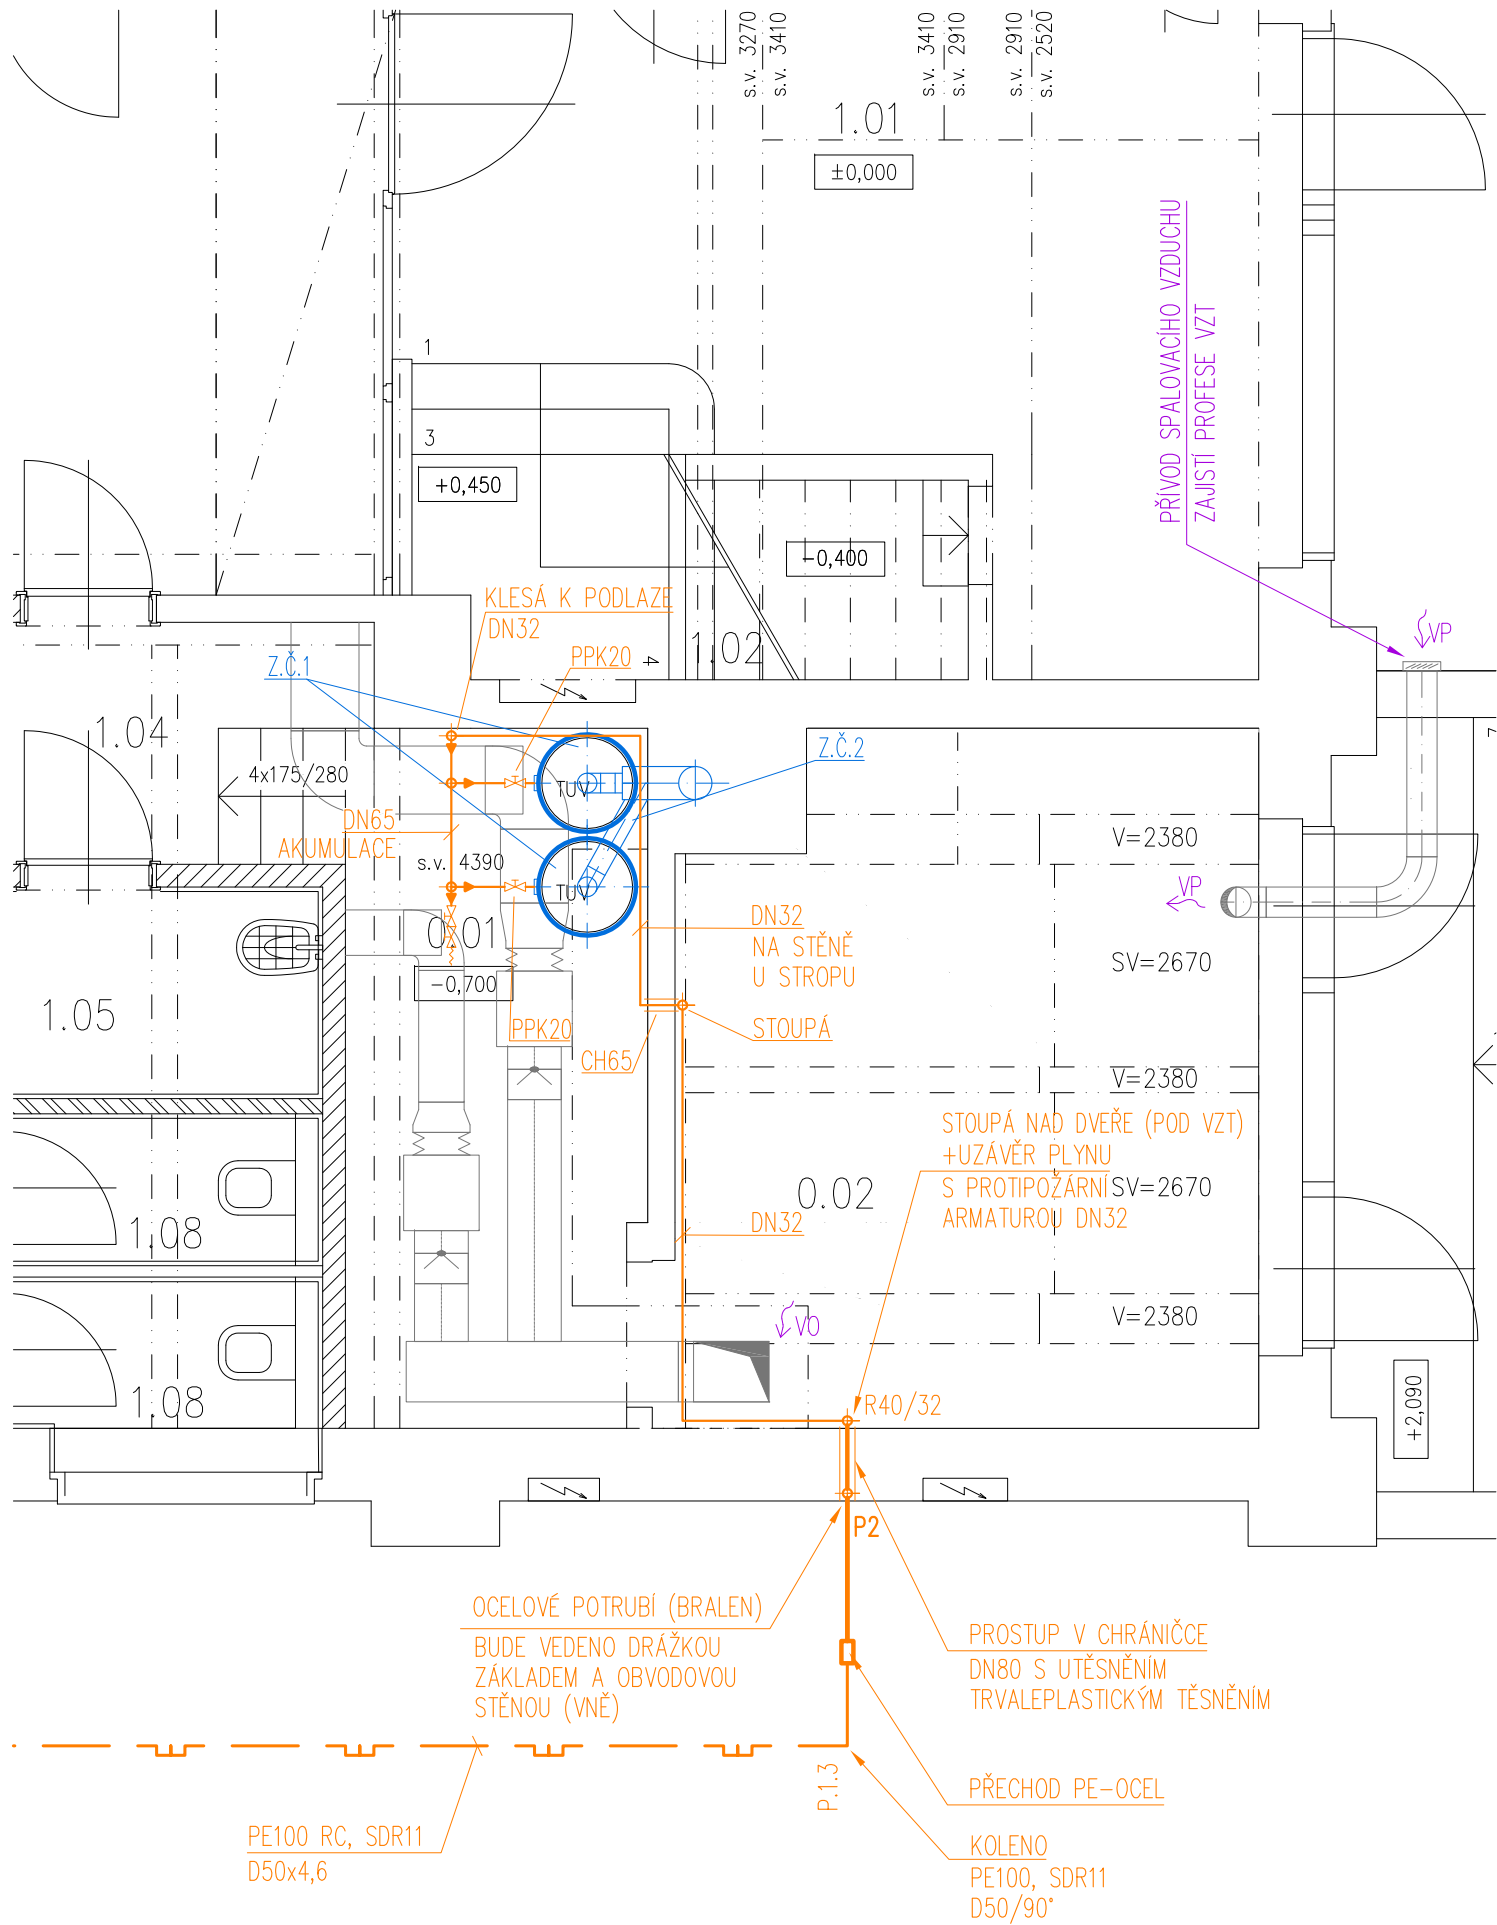 s.v. 3270
s.v. 3410
s.v. 3410
s.v. 2910
s.v. 2910
s.v. 2520
1.01
±0,000
PŘÍVOD SPALOVACÍHO VZDUCHU
ZAJISTÍ PROFESE VZT
1
3
+0,450
-0,400
KLESÁ K PODLAZE
DN32
PPK20
4
1.02
VP
Z.Č.1
1.04
Z.Č.2
4x175/280
TUV
DN65
AKUMULACE
s.v. 4390
V=2380
TUV
VP
0.01
DN32
NA STĚNĚ
U STROPU
SV=2670
-0,700
1.05
PPK20
STOUPÁ
CH65
V=2380
STOUPÁ NAD DVEŘE (POD VZT)
+UZÁVĚR PLYNU
S PROTIPOŽÁRNÍ
ARMATUROU DN32
SV=2670
0.02
DN32
1.08
VO
V=2380
1.08
R40/32
+2,090
P2
OCELOVÉ POTRUBÍ (BRALEN)
BUDE VEDENO DRÁŽKOU
ZÁKLADEM A OBVODOVOU
STĚNOU (VNĚ)
PROSTUP V CHRÁNIČCE
DN80 S UTĚSNĚNÍM
TRVALEPLASTICKÝM TĚSNĚNÍM
P.1.3
PŘECHOD PE-OCEL
PE100 RC, SDR11
D50x4,6
KOLENO
PE100, SDR11
D50/90°